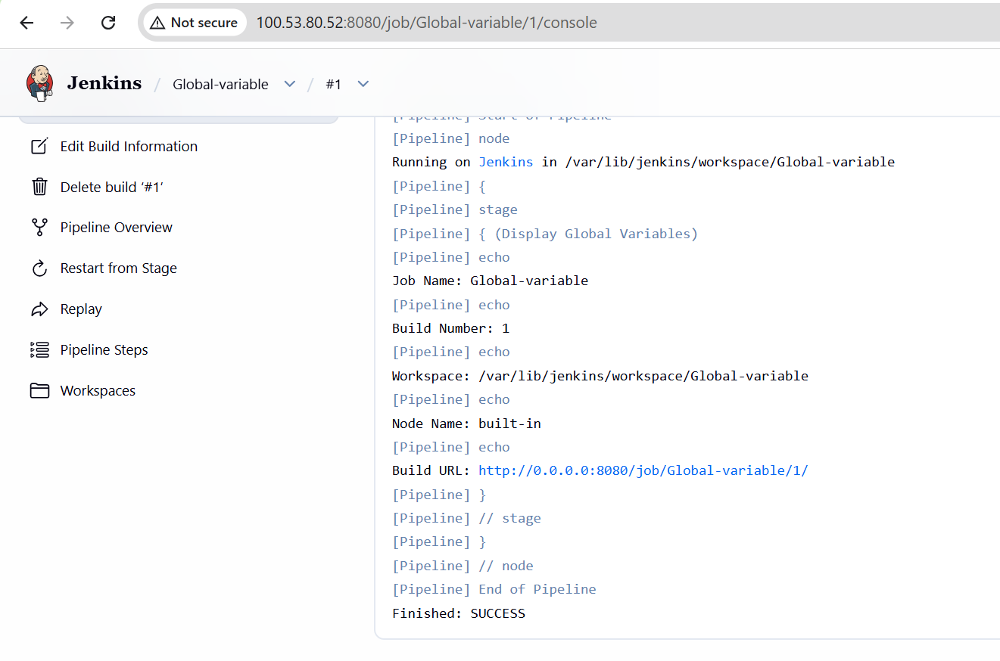 Not secure 100.53.80.52:8080/job/Global-variable/1/console
Jenkins / Global-variable / #1
Edit Build Information
Delete build ‘#1’
Pipeline Overview
Restart from Stage
Replay
Pipeline Steps
Workspaces
[Pipeline] Start of Pipeline
[Pipeline] node
Running on Jenkins in /var/lib/jenkins/workspace/Global-variable
[Pipeline] {
[Pipeline] stage
[Pipeline] { (Display Global Variables)
[Pipeline] echo
Job Name: Global-variable
[Pipeline] echo
Build Number: 1
[Pipeline] echo
Workspace: /var/lib/jenkins/workspace/Global-variable
[Pipeline] echo
Node Name: built-in
[Pipeline] echo
Build URL: http://0.0.0.0:8080/job/Global-variable/1/
[Pipeline] }
[Pipeline] // stage
[Pipeline] }
[Pipeline] // node
[Pipeline] End of Pipeline
Finished: SUCCESS